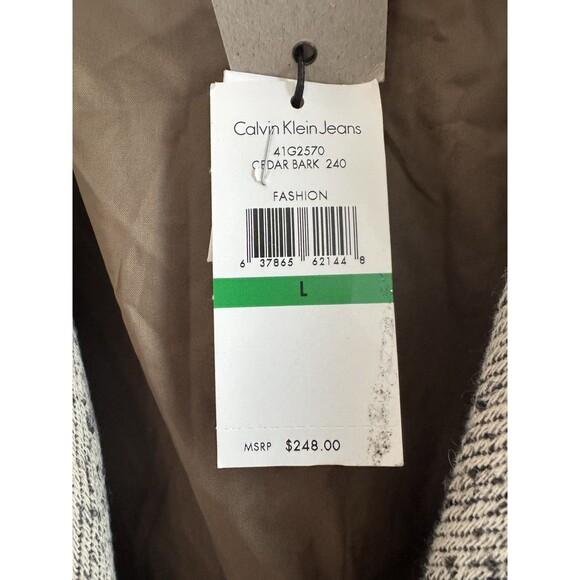 Calvin Klein Jeans
41G2570
CEDAR BARK 240
FASHION
6 37865 62144 8
L
MSRP $248.00